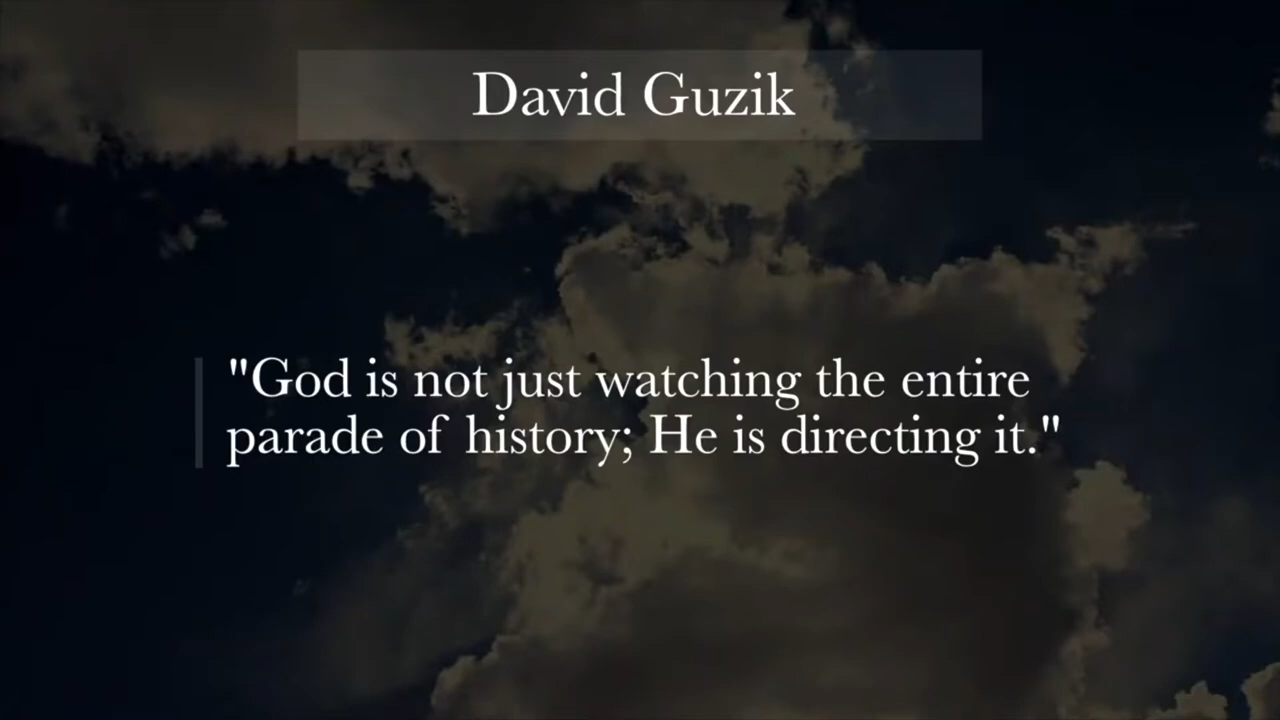 David Guzik
"God is not just watching the entire
parade of history; He is directing it."